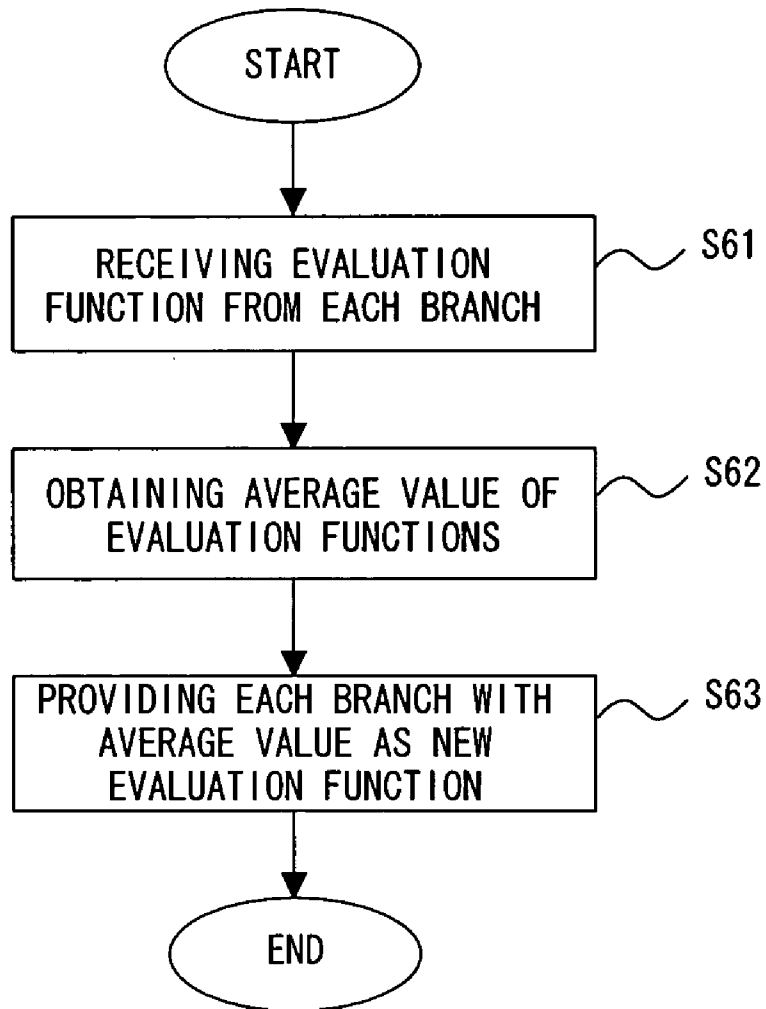 START
RECEIVING EVALUATION
FUNCTION FROM EACH BRANCH
S61
OBTAINING AVERAGE VALUE OF
EVALUATION FUNCTIONS
S62
PROVIDING EACH BRANCH WITH
AVERAGE VALUE AS NEW
EVALUATION FUNCTION
S63
END